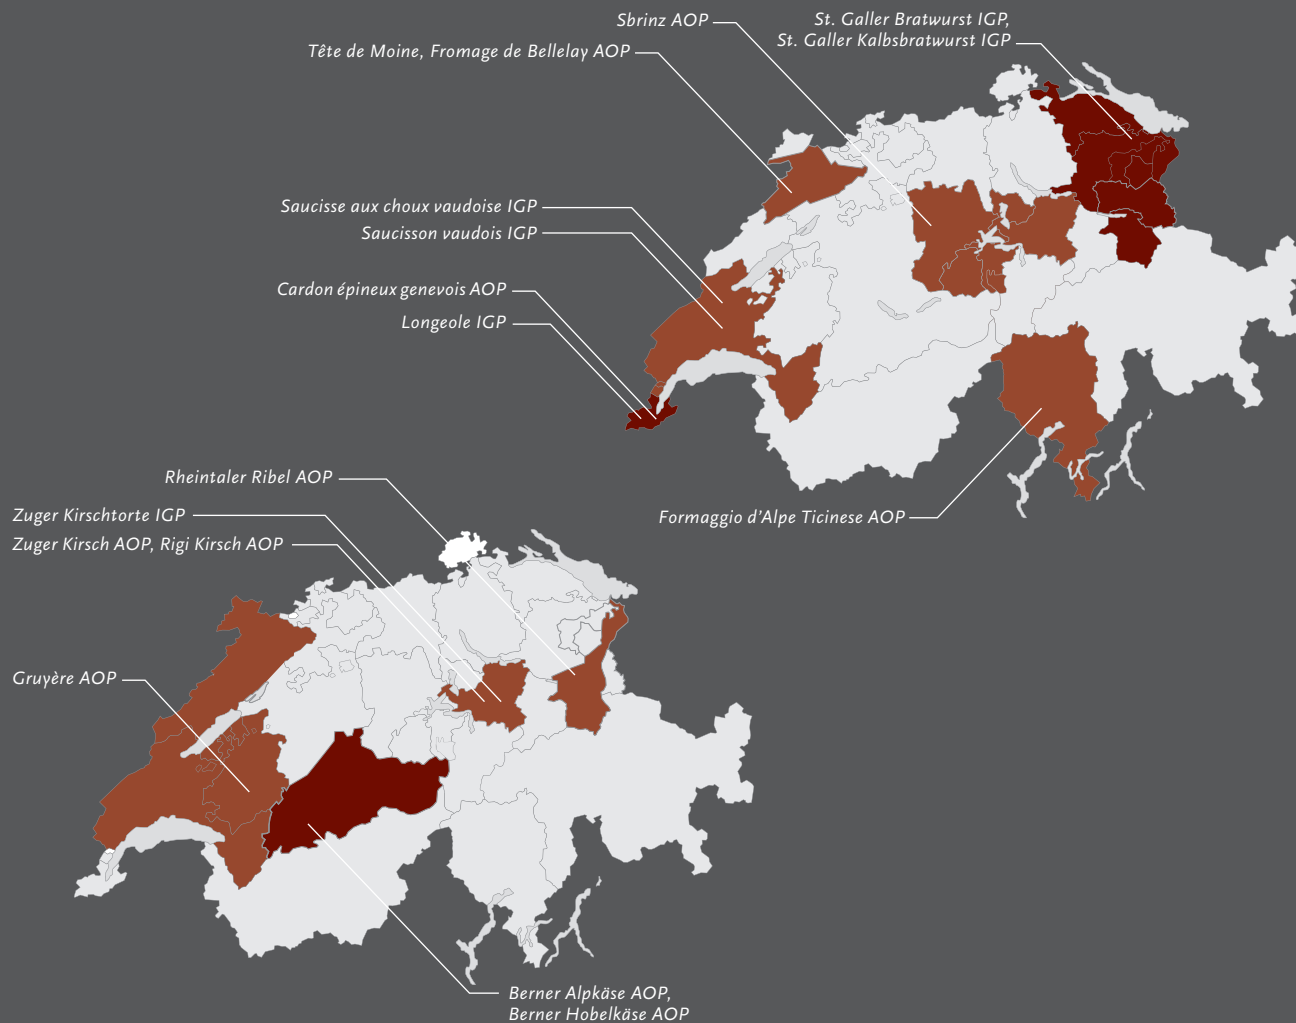 Sbrinz AOP
St. Galler Bratwurst IGP,
St. Galler Kalbsbratwurst IGP
Tête de Moine, Fromage de Bellelay AOP
Saucisse aux choux vaudoise IGP
Saucisson vaudois IGP
Cardon épineux genevois AOP
Longeole IGP
Formaggio d'Alpe Ticinese AOP
Rheintaler Ribel AOP
Zuger Kirschtorte IGP
Zuger Kirsch AOP, Rigi Kirsch AOP
Gruyère AOP
Berner Alpkäse AOP,
Berner Hobelkäse AOP